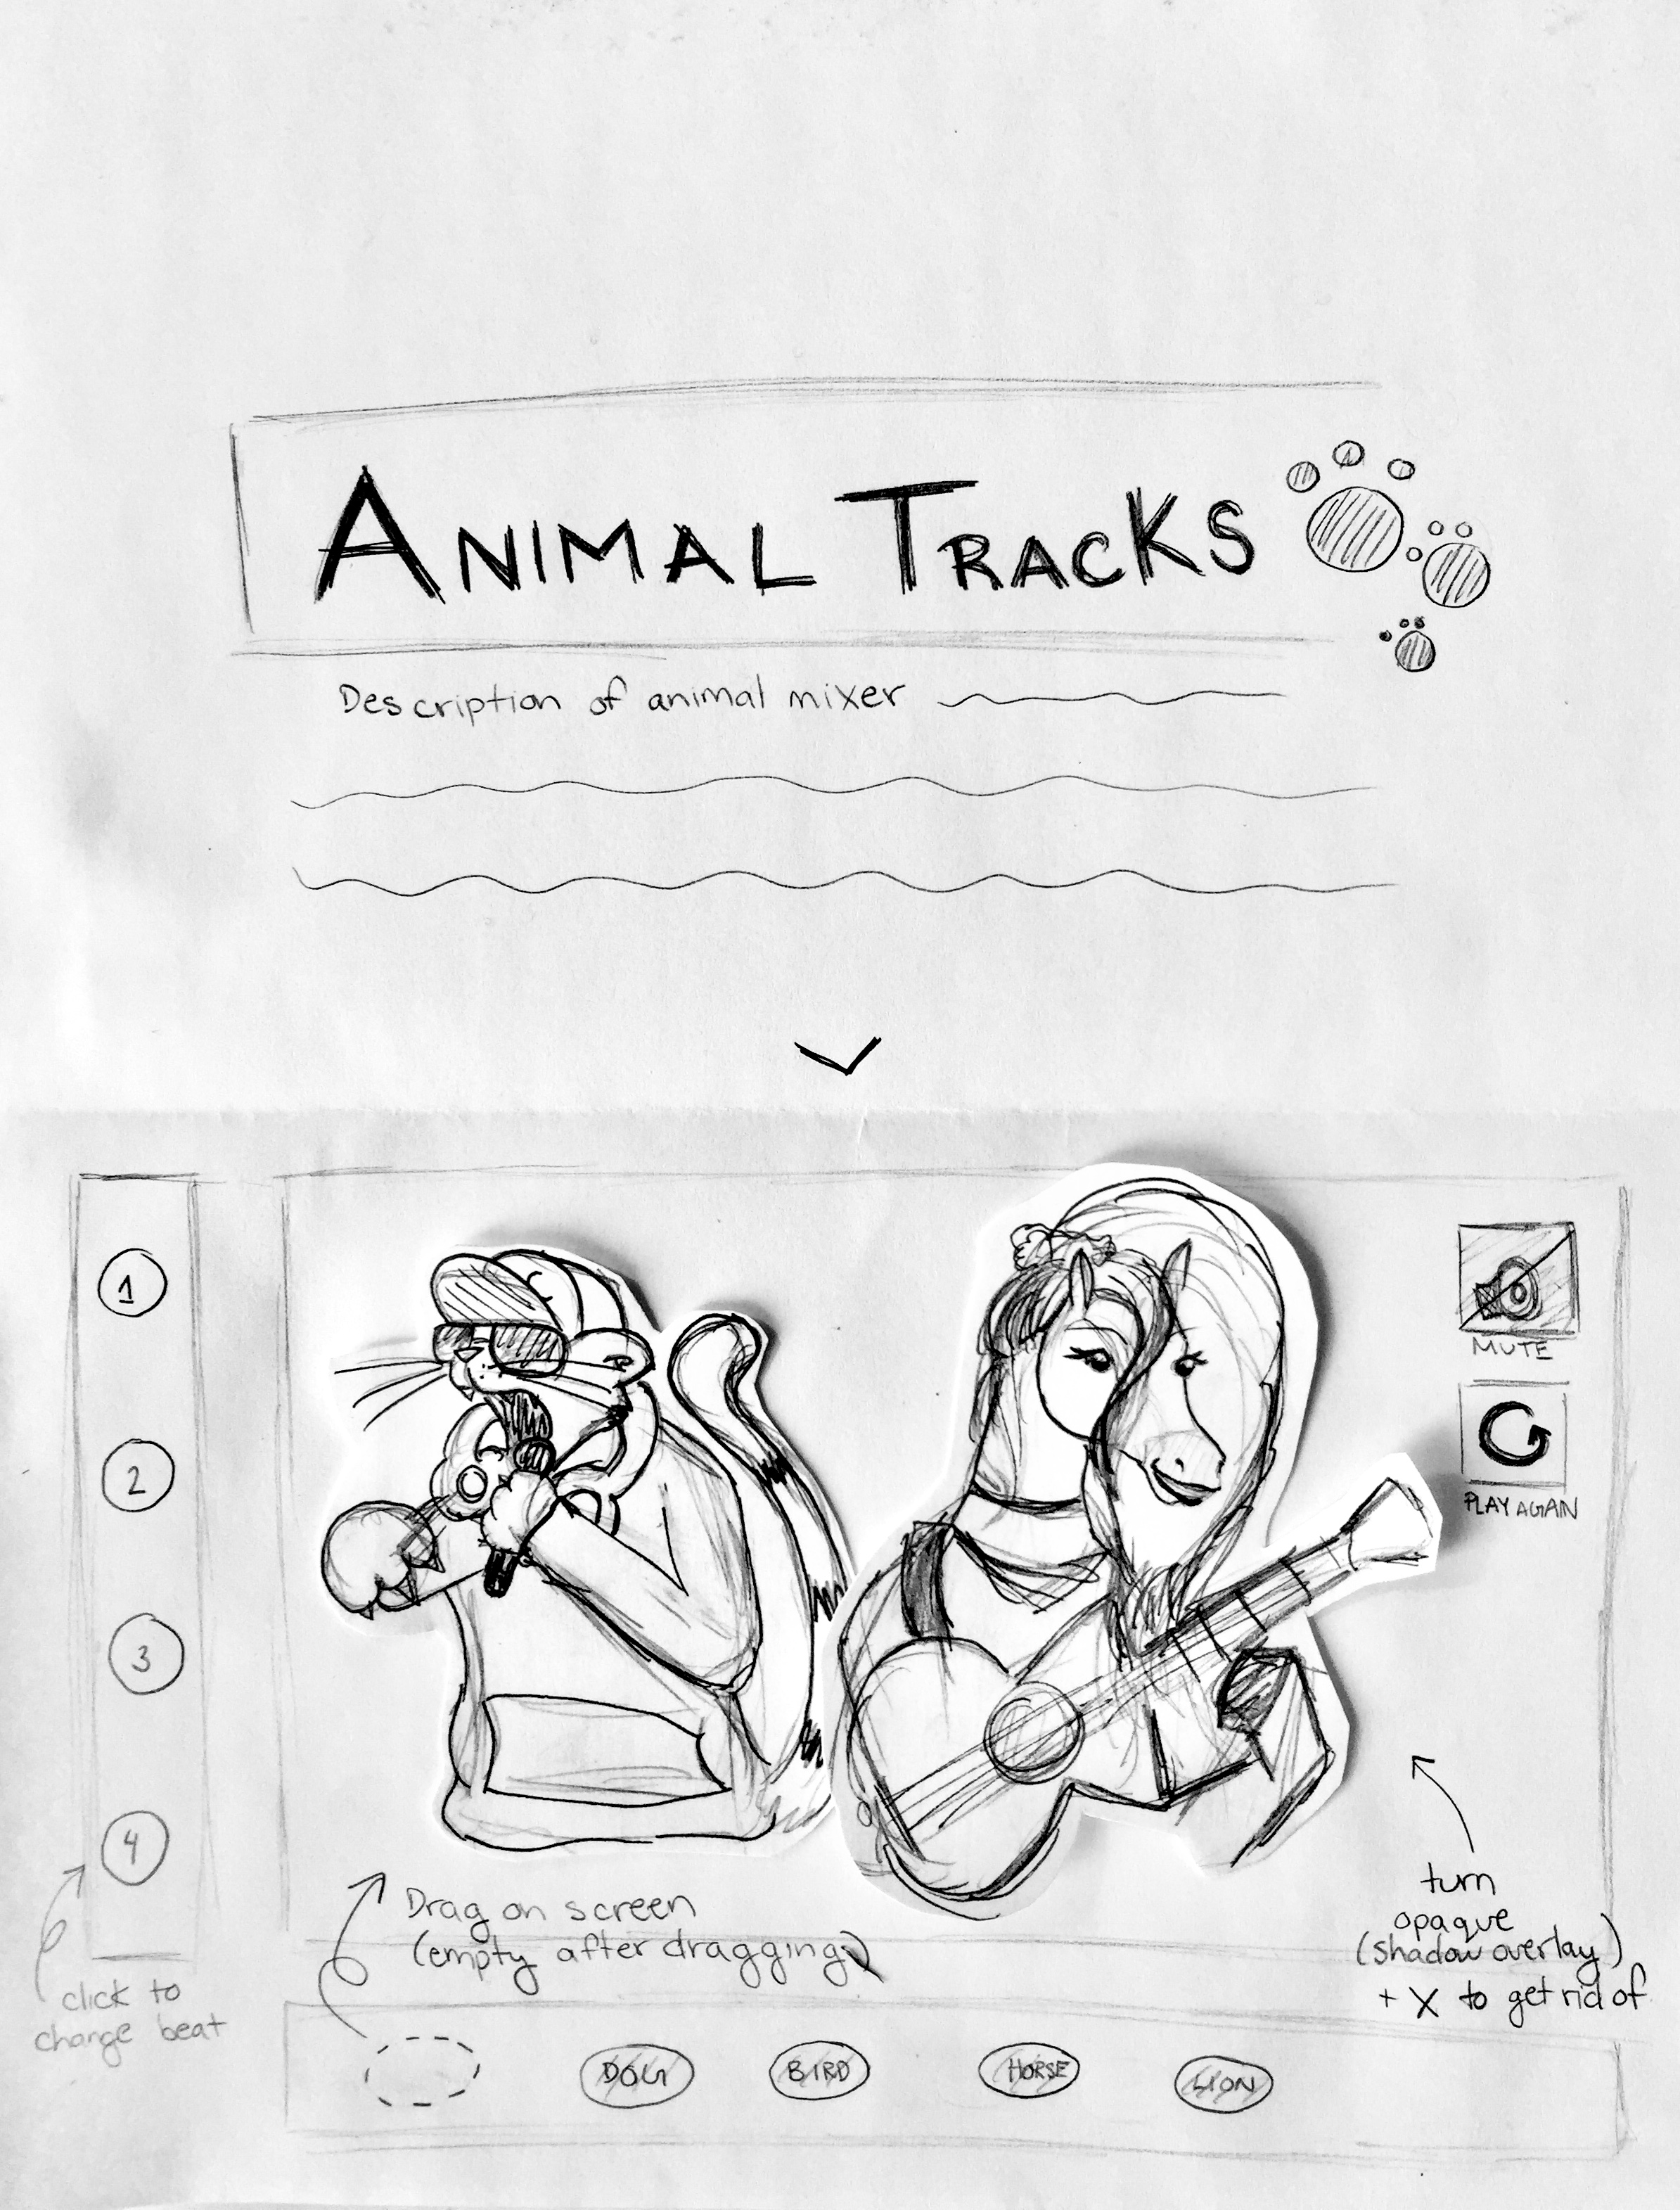 ANIMAL TRACKS
Description of animal mixer
1
2
3
4
click to
change beat
MUTE
PLAY AGAIN
Drag on screen
(empty after dragging)
turn
opaque
(shadow overlay)
+ X to get rid of
DOG
BIRD
HORSE
LION